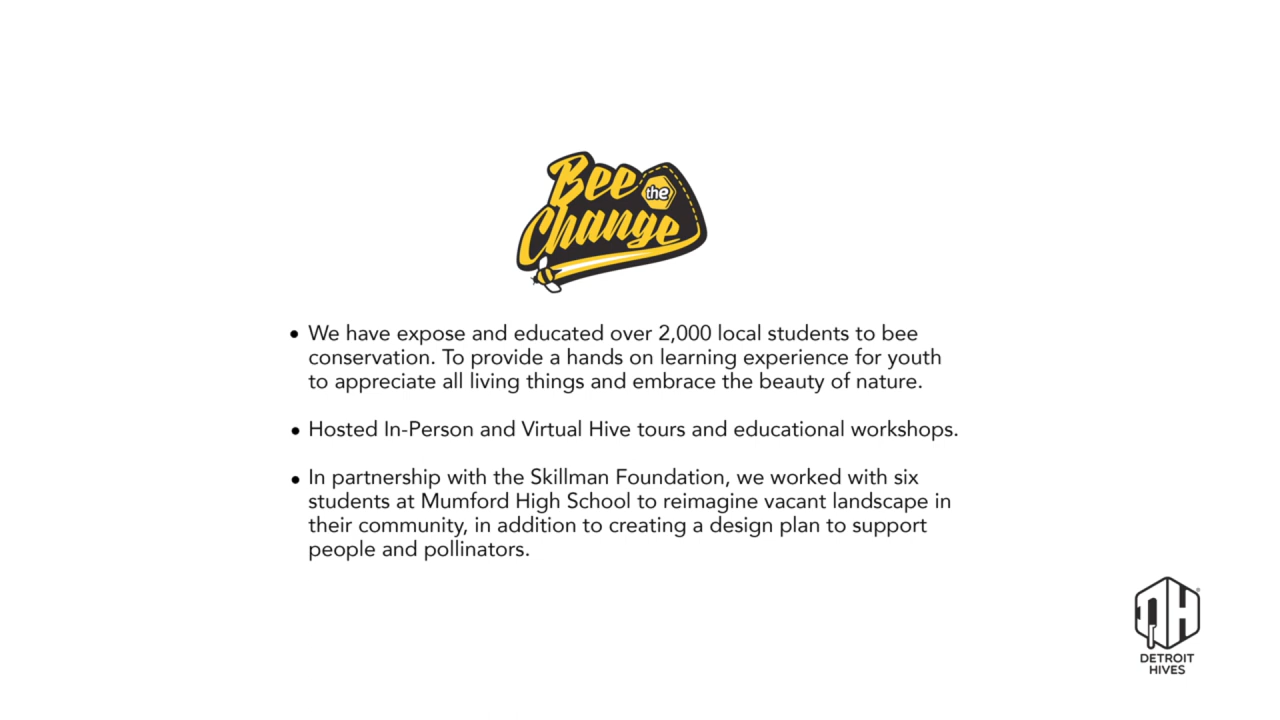 Bee the
Change
• We have expose and educated over 2,000 local students to bee
conservation. To provide a hands on learning experience for youth
to appreciate all living things and embrace the beauty of nature.
• Hosted In-Person and Virtual Hive tours and educational workshops.
• In partnership with the Skillman Foundation, we worked with six
students at Mumford High School to reimagine vacant landscape in
their community, in addition to creating a design plan to support
people and pollinators.
DH
DETROIT
HIVES